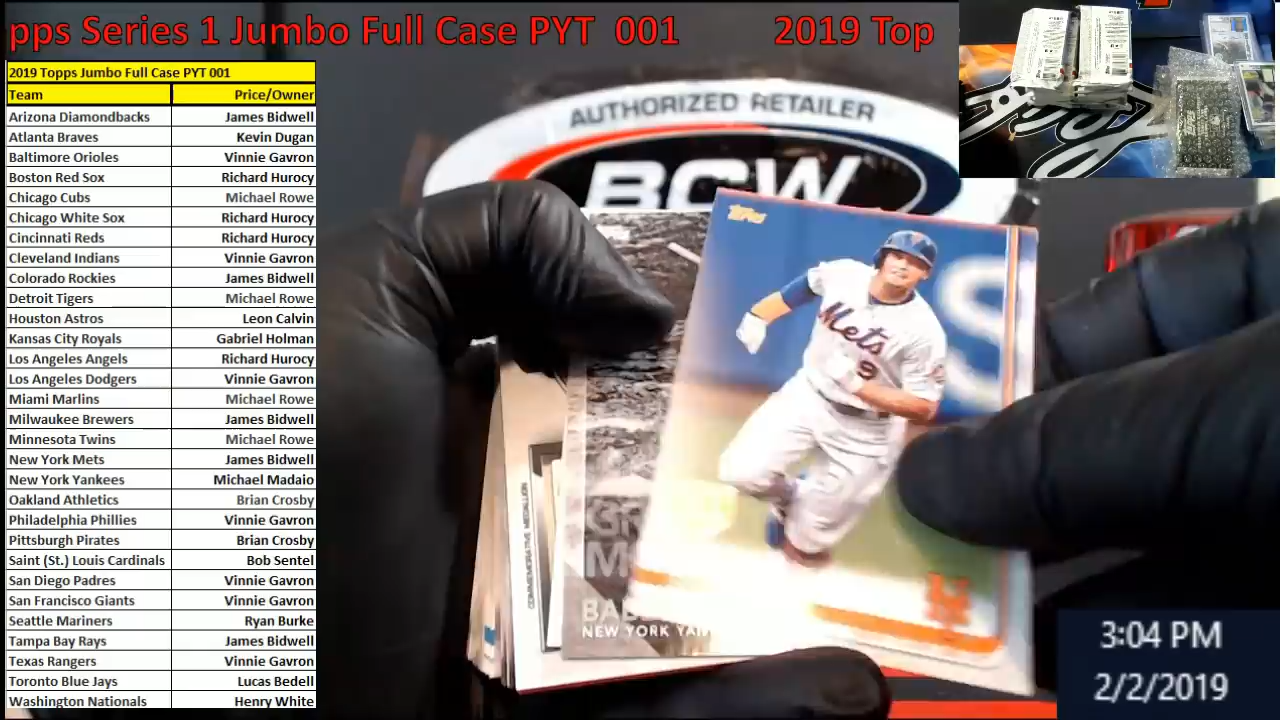 pps Series 1 Jumbo Full Case PYT 001 2019 Top
2019 Topps Jumbo Full Case PYT 001
Team Price/Owner
Arizona Diamondbacks James Bidwell
Atlanta Braves Kevin Dugan
Baltimore Orioles Vinnie Gavron
Boston Red Sox Richard Hurocy
Chicago Cubs Michael Rowe
Chicago White Sox Richard Hurocy
Cincinnati Reds Richard Hurocy
Cleveland Indians Vinnie Gavron
Colorado Rockies James Bidwell
Detroit Tigers Michael Rowe
Houston Astros Leon Calvin
Kansas City Royals Gabriel Holman
Los Angeles Angels Richard Hurocy
Los Angeles Dodgers Vinnie Gavron
Miami Marlins Michael Rowe
Milwaukee Brewers James Bidwell
Minnesota Twins Michael Rowe
New York Mets James Bidwell
New York Yankees Michael Madaio
Oakland Athletics Brian Crosby
Philadelphia Phillies Vinnie Gavron
Pittsburgh Pirates Brian Crosby
Saint (St.) Louis Cardinals Bob Sentel
San Diego Padres Vinnie Gavron
San Francisco Giants Vinnie Gavron
Seattle Mariners Ryan Burke
Tampa Bay Rays James Bidwell
Texas Rangers Vinnie Gavron
Toronto Blue Jays Lucas Bedell
Washington Nationals Henry White
AUTHORIZED RETAILER
BCW
Topps
Mets
9
COMMEMORATIVE MEDALLION
GR
M
BAB
NEW YORK YAN
3:04 PM
2/2/2019